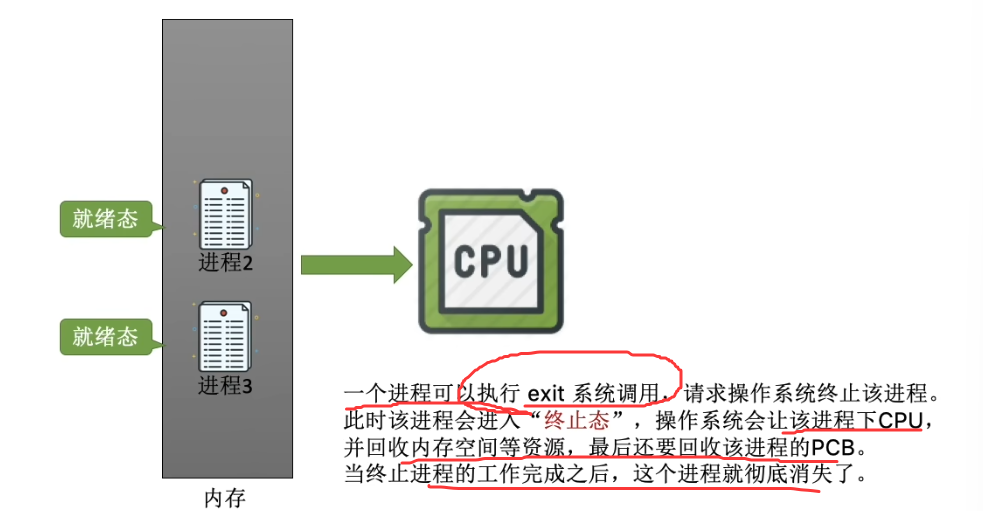 就绪态
进程2
就绪态
进程3
内存
CPU
一个进程可以执行 exit 系统调用，请求操作系统终止该进程。
此时该进程会进入“终止态”，操作系统会让该进程下CPU，
并回收内存空间等资源，最后还要回收该进程的PCB。
当终止进程的工作完成之后，这个进程就彻底消失了。